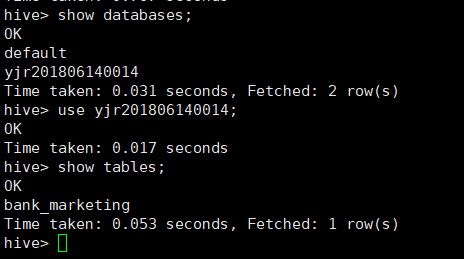 hive> show databases;
OK
default
yjr201806140014
Time taken: 0.031 seconds, Fetched: 2 row(s)
hive> use yjr201806140014;
OK
Time taken: 0.017 seconds
hive> show tables;
OK
bank_marketing
Time taken: 0.053 seconds, Fetched: 1 row(s)
hive>